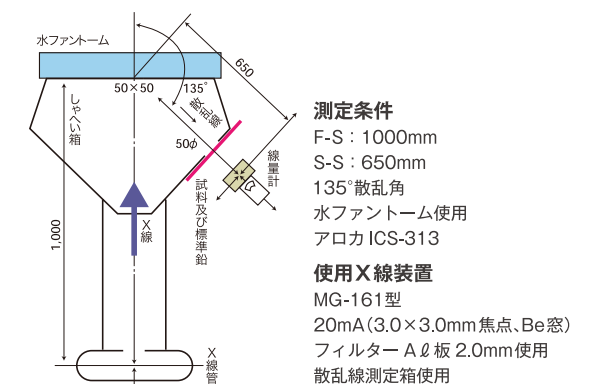 水ファントーム
650
50×50
135°
しゃへい箱
散乱線
50φ
線量計
試料及び標準鉛
X線
1,000
X線管
測定条件
F-S：1000mm
S-S：650mm
135°散乱角
水ファントーム使用
アロカICS-313
使用X線装置
MG-161型
20mA（3.0×3.0mm焦点、Be窓）
フィルター Aℓ板 2.0mm使用
散乱線測定箱使用